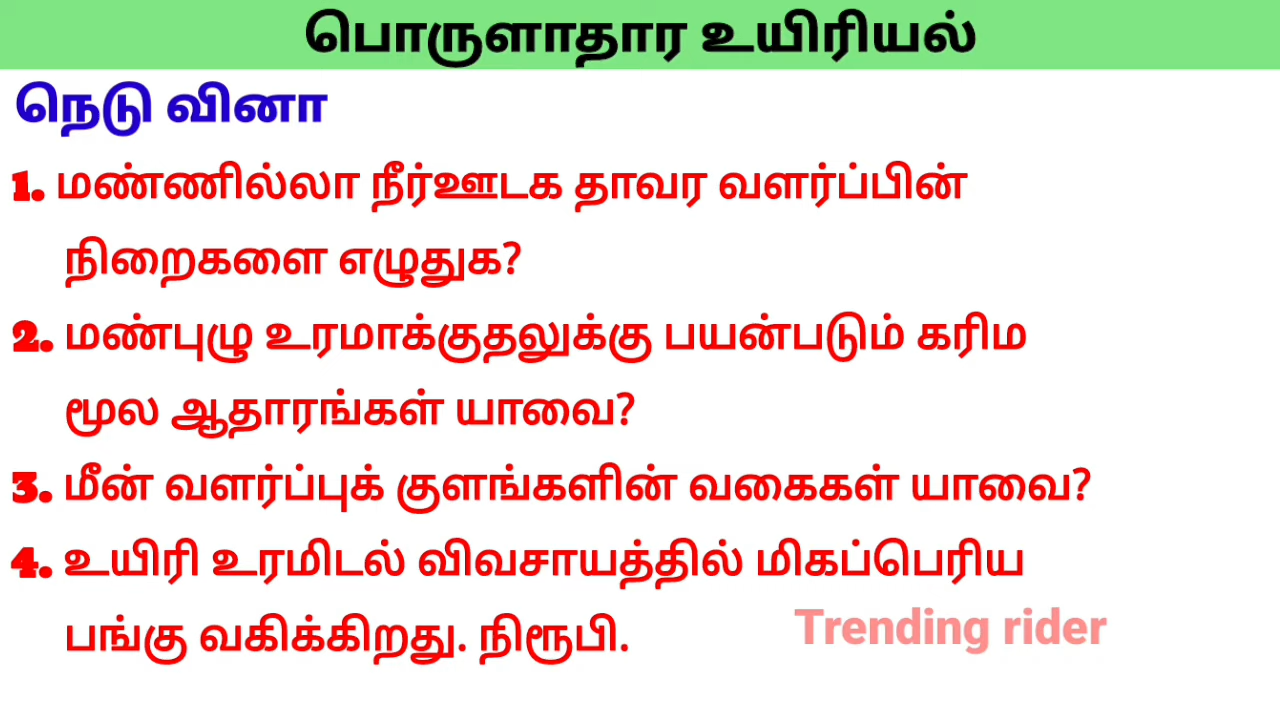 பொருளாதார உயிரியல்
நெடு வினா
1. மண்ணில்லா நீர்ஊடக தாவர வளர்ப்பின்
நிறைகளை எழுதுக?
2. மண்புழு உரமாக்குதலுக்கு பயன்படும் கரிம
மூல ஆதாரங்கள் யாவை?
3. மீன் வளர்ப்புக் குளங்களின் வகைகள் யாவை?
4. உயிரி உரமிடல் விவசாயத்தில் மிகப்பெரிய
பங்கு வகிக்கிறது. நிரூபி.
Trending rider